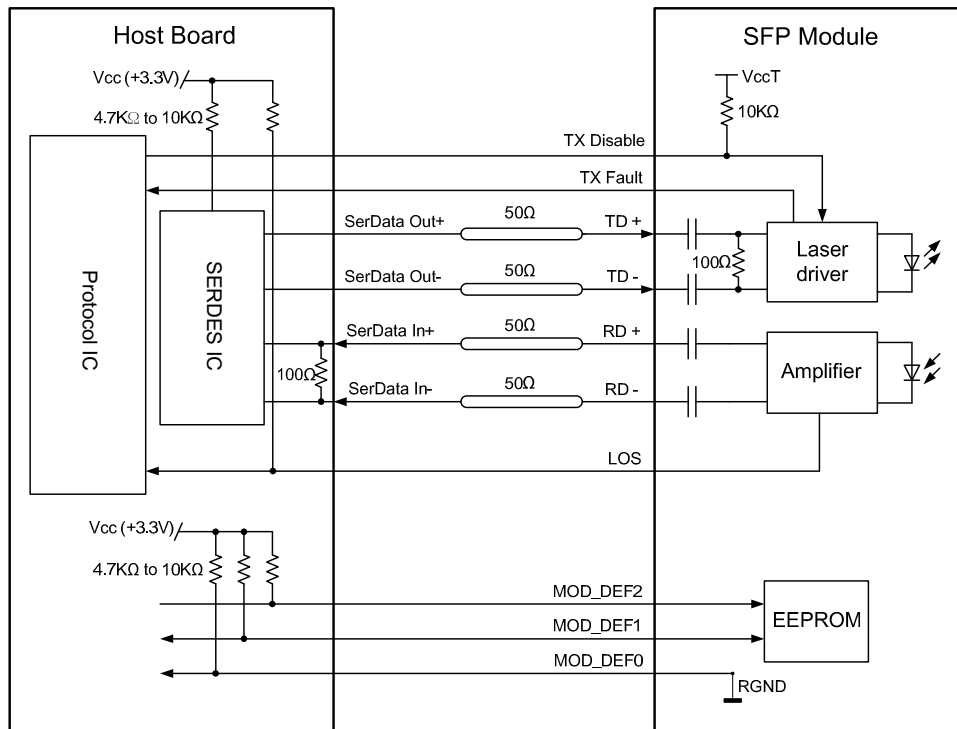 Host Board
SFP Module
Vcc (+3.3V)
VccT
4.7KΩ to 10KΩ
10KΩ
TX Disable
TX Fault
SerData Out+
50Ω
TD +
Laser
driver
100Ω
SerData Out-
50Ω
TD -
Protocol IC
SERDES IC
SerData In+
50Ω
RD +
100Ω
Amplifier
SerData In-
50Ω
RD -
LOS
Vcc (+3.3V)
4.7KΩ to 10KΩ
MOD_DEF2
EEPROM
MOD_DEF1
MOD_DEF0
RGND